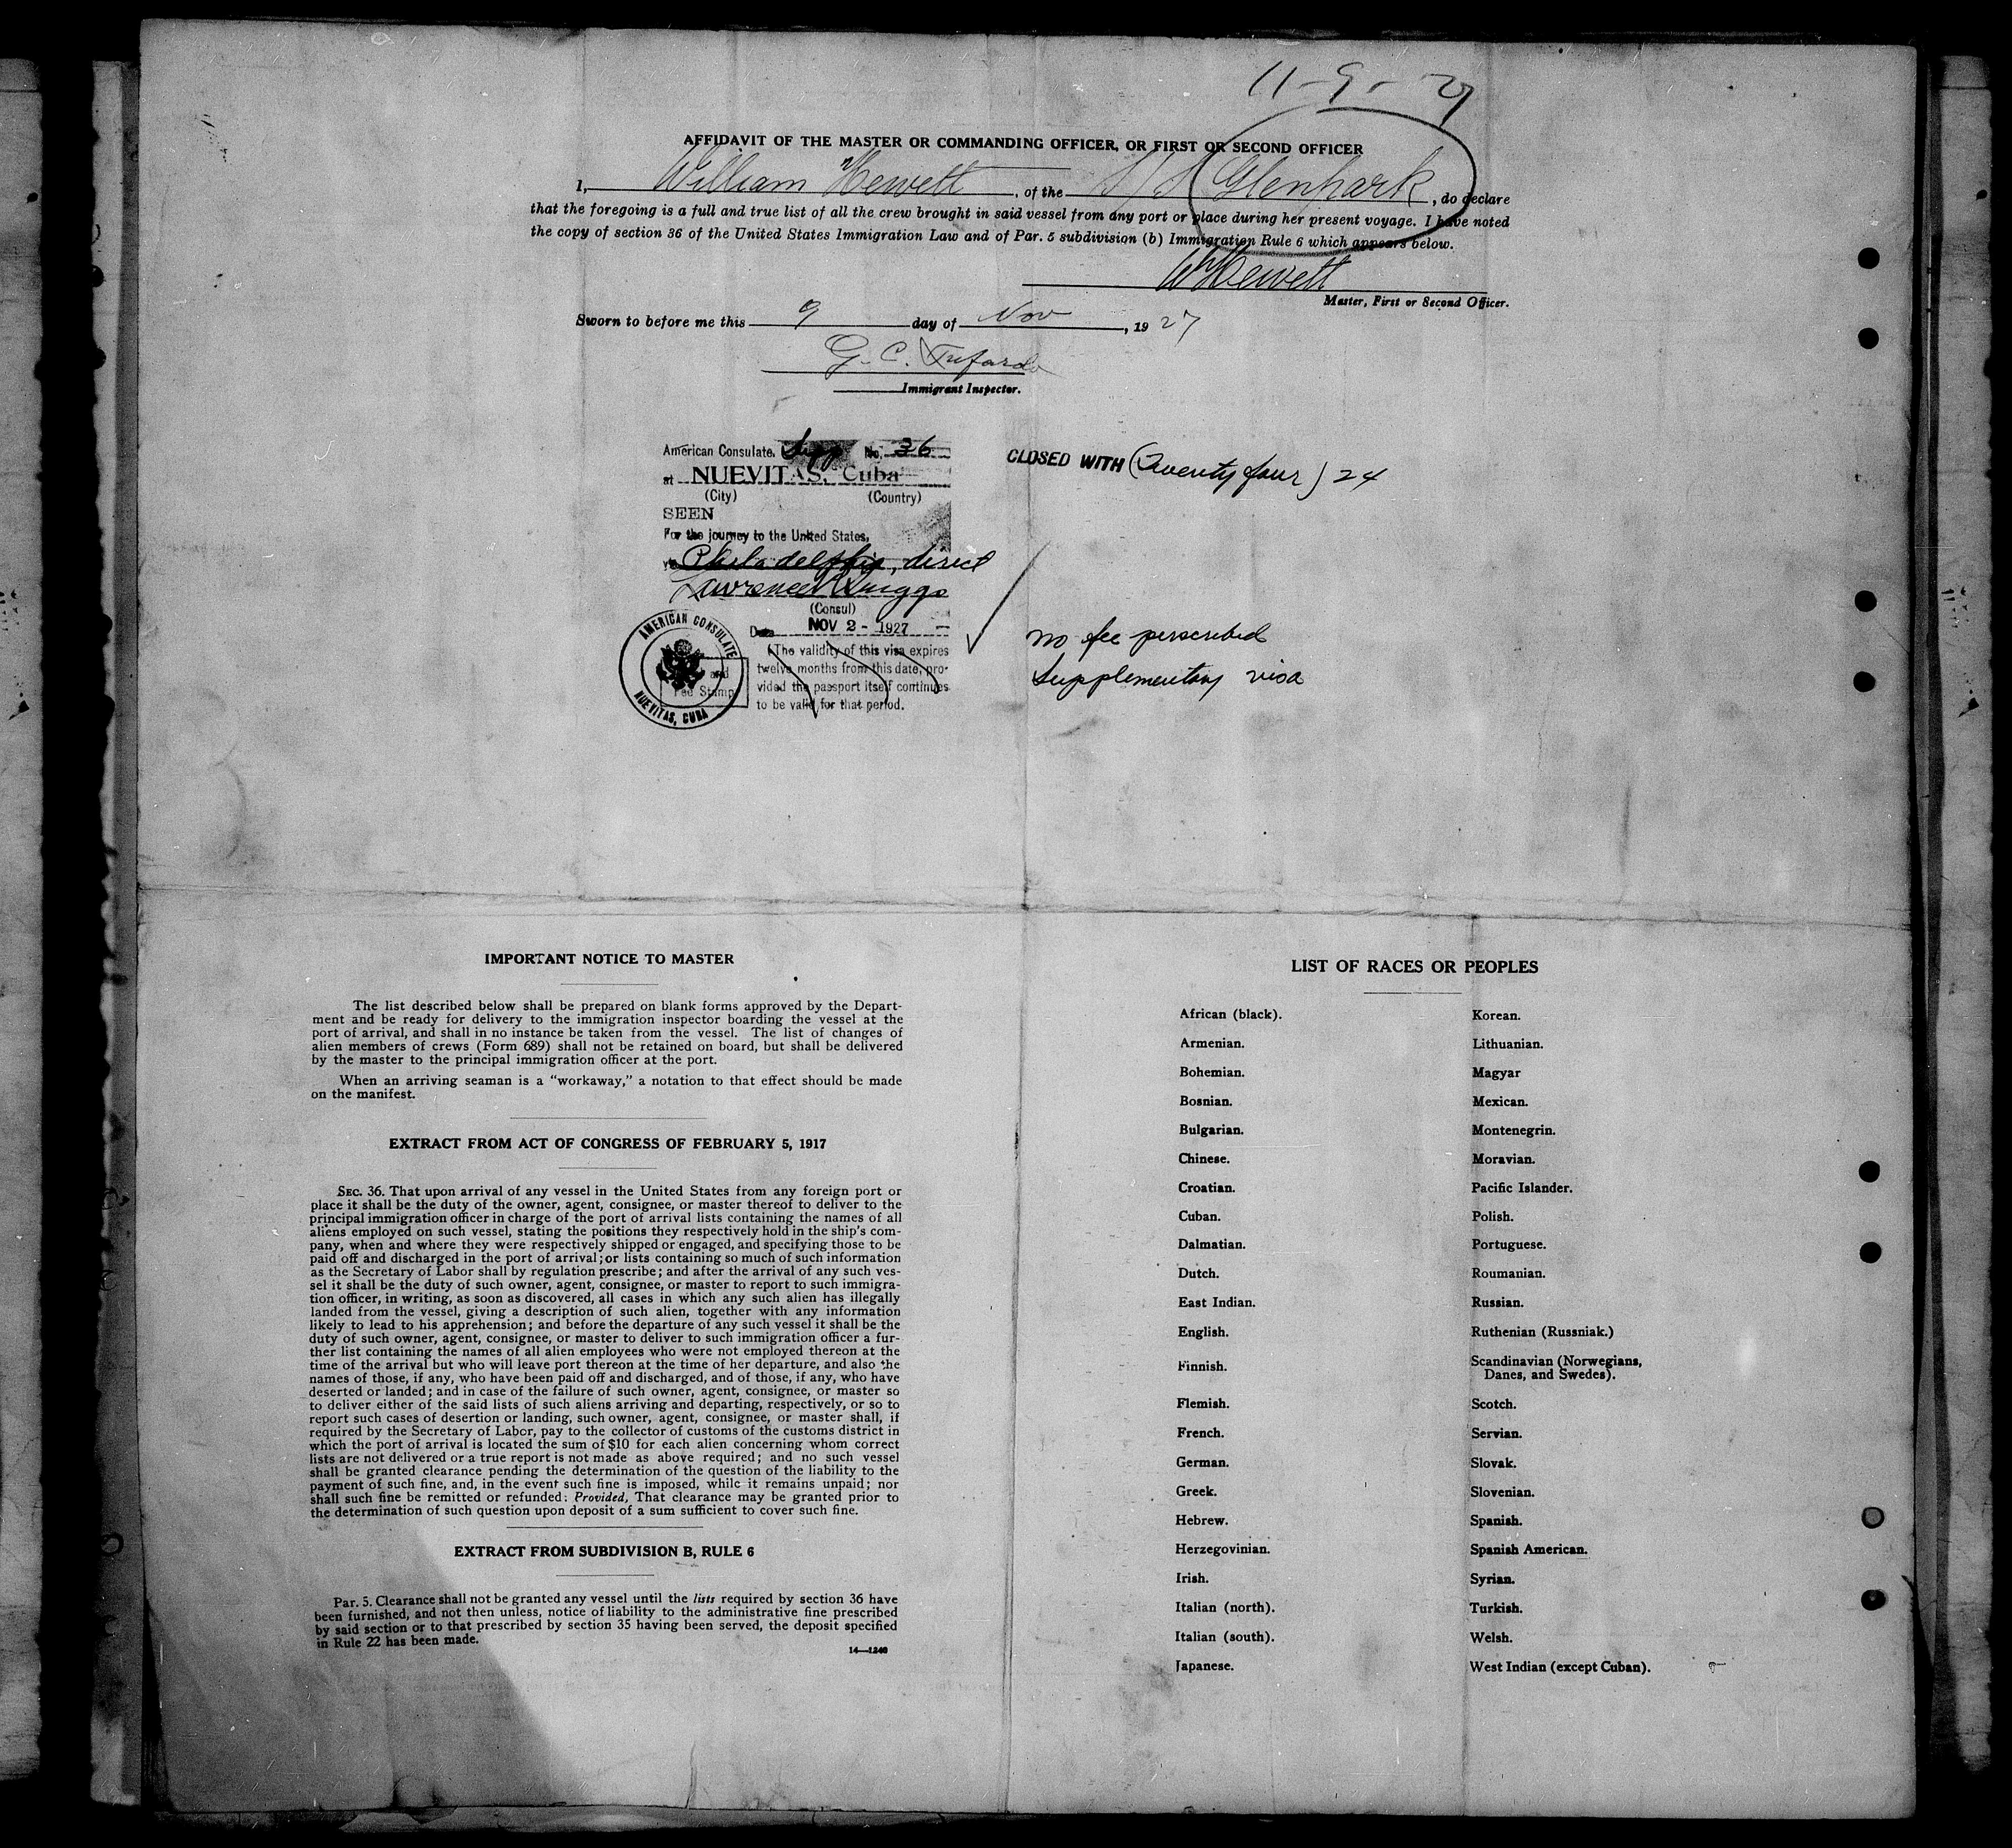 11-9-27
AFFIDAVIT OF THE MASTER OR COMMANDING OFFICER, OR FIRST OR SECOND OFFICER
I, William Hewett, of the S/S Glenpark, do declare
that the foregoing is a full and true list of all the crew brought in said vessel from any port or place during her present voyage. I have noted
the copy of section 36 of the United States Immigration Law and of Par. 5 subdivision (b) Immigration Rule 6 which appears below.
W Hewett
Master, First or Second Officer.
Sworn to before me this 9 day of Nov, 1927
G. C.
Immigrant Inspector.
American Consulate, Supp No. 36
at NUEVITAS, Cuba
(City) (Country)
SEEN
For the journey to the United States,
via Philadelphia, direct
Lawrence Briggs
(Consul)
Date NOV 2 - 1927
(The validity of this visa expires
twelve months from this date, pro-
vided the passport itself continues
to be valid for that period.
AMERICAN CONSULATE
NUEVITAS, CUBA
and
Fee Stamp
CLOSED WITH (Twenty four) 24
no fee perscribed
Supplementary visa
IMPORTANT NOTICE TO MASTER
The list described below shall be prepared on blank forms approved by the Depart-
ment and be ready for delivery to the immigration inspector boarding the vessel at the
port of arrival, and shall in no instance be taken from the vessel. The list of changes of
alien members of crews (Form 689) shall not be retained on board, but shall be delivered
by the master to the principal immigration officer at the port.
When an arriving seaman is a "workaway," a notation to that effect should be made
on the manifest.
EXTRACT FROM ACT OF CONGRESS OF FEBRUARY 5, 1917
SEC. 36. That upon arrival of any vessel in the United States from any foreign port or
place it shall be the duty of the owner, agent, consignee, or master thereof to deliver to the
principal immigration officer in charge of the port of arrival lists containing the names of all
aliens employed on such vessel, stating the positions they respectively hold in the ship's com-
pany, when and where they were respectively shipped or engaged, and specifying those to be
paid off and discharged in the port of arrival; or lists containing so much of such information
as the Secretary of Labor shall by regulation prescribe; and after the arrival of any such ves-
sel it shall be the duty of such owner, agent, consignee, or master to report to such immigra-
tion officer, in writing, as soon as discovered, all cases in which any such alien has illegally
landed from the vessel, giving a description of such alien, together with any information
likely to lead to his apprehension; and before the departure of any such vessel it shall be the
duty of such owner, agent, consignee, or master to deliver to such immigration officer a fur-
ther list containing the names of all alien employees who were not employed thereon at the
time of the arrival but who will leave port thereon at the time of her departure, and also the
names of those, if any, who have been paid off and discharged, and of those, if any, who have
deserted or landed; and in case of the failure of such owner, agent, consignee, or master so
to deliver either of the said lists of such aliens arriving and departing, respectively, or so to
report such cases of desertion or landing, such owner, agent, consignee, or master shall, if
required by the Secretary of Labor, pay to the collector of customs of the customs district in
which the port of arrival is located the sum of $10 for each alien concerning whom correct
lists are not delivered or a true report is not made as above required; and no such vessel
shall be granted clearance pending the determination of the question of the liability to the
payment of such fine, and, in the event such fine is imposed, while it remains unpaid; nor
shall such fine be remitted or refunded: Provided, That clearance may be granted prior to
the determination of such question upon deposit of a sum sufficient to cover such fine.
EXTRACT FROM SUBDIVISION B, RULE 6
Par. 5. Clearance shall not be granted any vessel until the lists required by section 36 have
been furnished, and not then unless, notice of liability to the administrative fine prescribed
by said section or to that prescribed by section 35 having been served, the deposit specified
in Rule 22 has been made.
14—1240
LIST OF RACES OR PEOPLES
African (black).
Armenian.
Bohemian.
Bosnian.
Bulgarian.
Chinese.
Croatian.
Cuban.
Dalmatian.
Dutch.
East Indian.
English.
Finnish.
Flemish.
French.
German.
Greek.
Hebrew.
Herzegovinian.
Irish.
Italian (north).
Italian (south).
Japanese.
Korean.
Lithuanian.
Magyar
Mexican.
Montenegrin.
Moravian.
Pacific Islander.
Polish.
Portuguese.
Roumanian.
Russian.
Ruthenian (Russniak.)
Scandinavian (Norwegians,
Danes, and Swedes).
Scotch.
Servian.
Slovak.
Slovenian.
Spanish.
Spanish American.
Syrian.
Turkish.
Welsh.
West Indian (except Cuban).